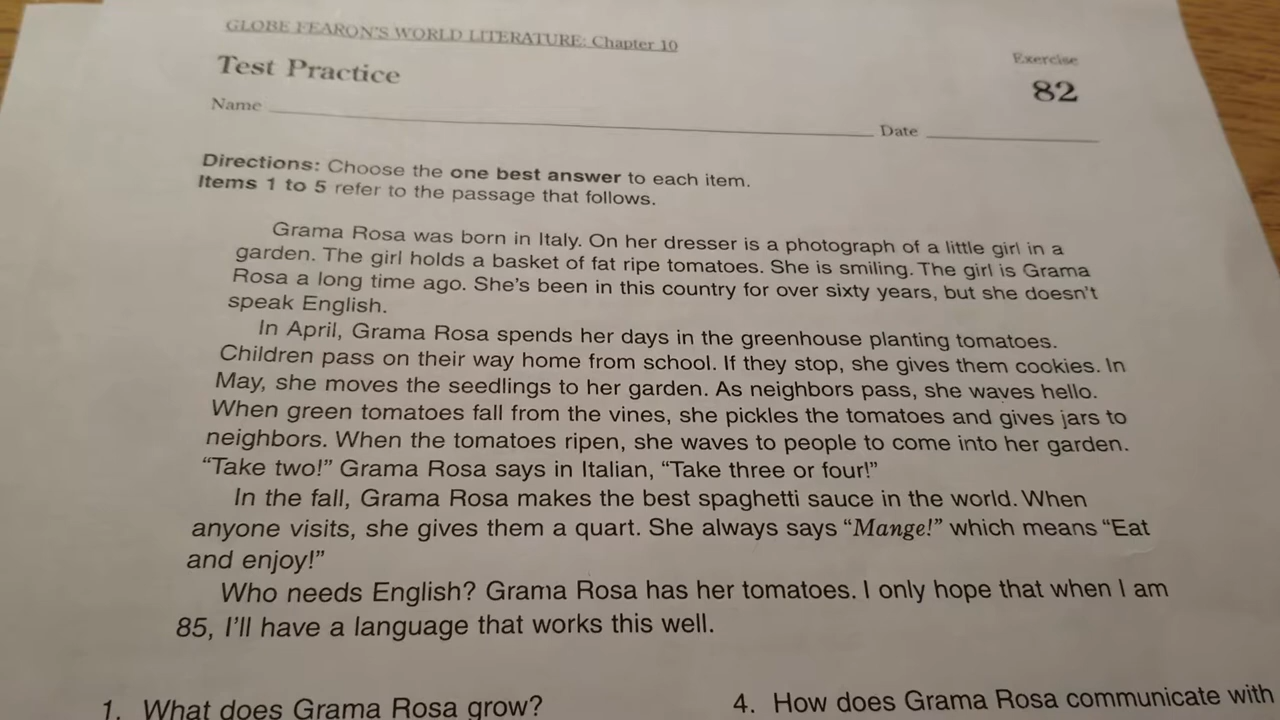 GLOBE FEARON'S WORLD LITERATURE: Chapter 10
Test Practice
Exercise
82
Name
Date
Directions: Choose the one best answer to each item.
Items 1 to 5 refer to the passage that follows.
Grama Rosa was born in Italy. On her dresser is a photograph of a little girl in a
garden. The girl holds a basket of fat ripe tomatoes. She is smiling. The girl is Grama
Rosa a long time ago. She's been in this country for over sixty years, but she doesn't
speak English.
In April, Grama Rosa spends her days in the greenhouse planting tomatoes.
Children pass on their way home from school. If they stop, she gives them cookies. In
May, she moves the seedlings to her garden. As neighbors pass, she waves hello.
When green tomatoes fall from the vines, she pickles the tomatoes and gives jars to
neighbors. When the tomatoes ripen, she waves to people to come into her garden.
“Take two!” Grama Rosa says in Italian, “Take three or four!”
In the fall, Grama Rosa makes the best spaghetti sauce in the world. When
anyone visits, she gives them a quart. She always says “Mange!” which means “Eat
and enjoy!”
Who needs English? Grama Rosa has her tomatoes. I only hope that when I am
85, I'll have a language that works this well.
1. What does Grama Rosa grow?
4. How does Grama Rosa communicate with